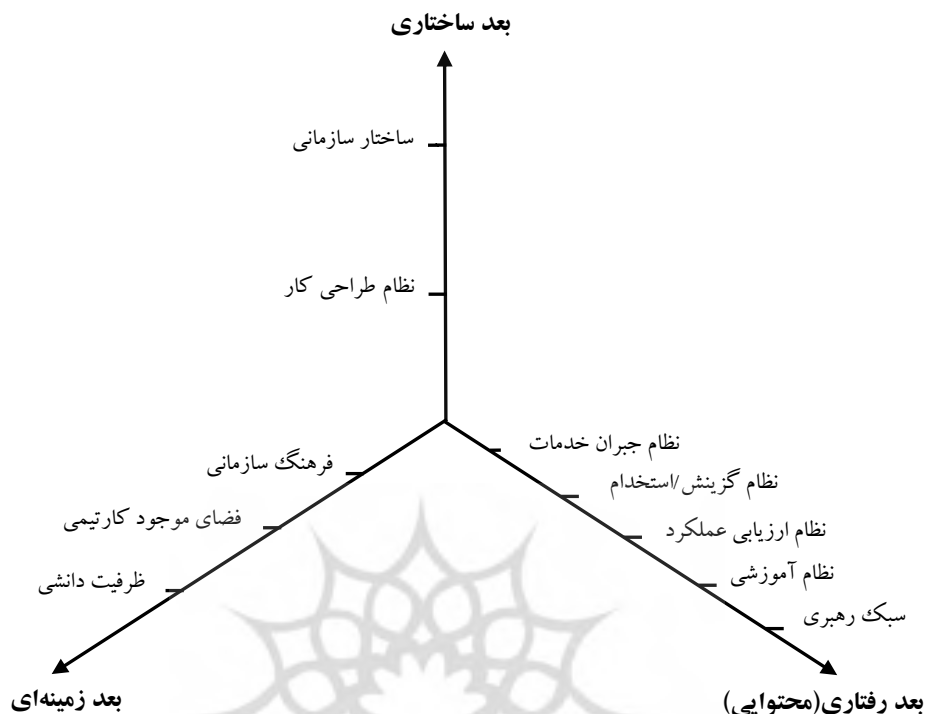 بعد ساختاری
ساختار سازمانی
نظام طراحی کار
نظام جبران خدمات
فرهنگ سازمانی
نظام گزینش/استخدام
فضای موجود کارتیمی
نظام ارزیابی عملکرد
نظام آموزشی
ظرفیت دانشی
سبک رهبری
بعد رفتاری(محتوایی)
بعد زمینه‌ای